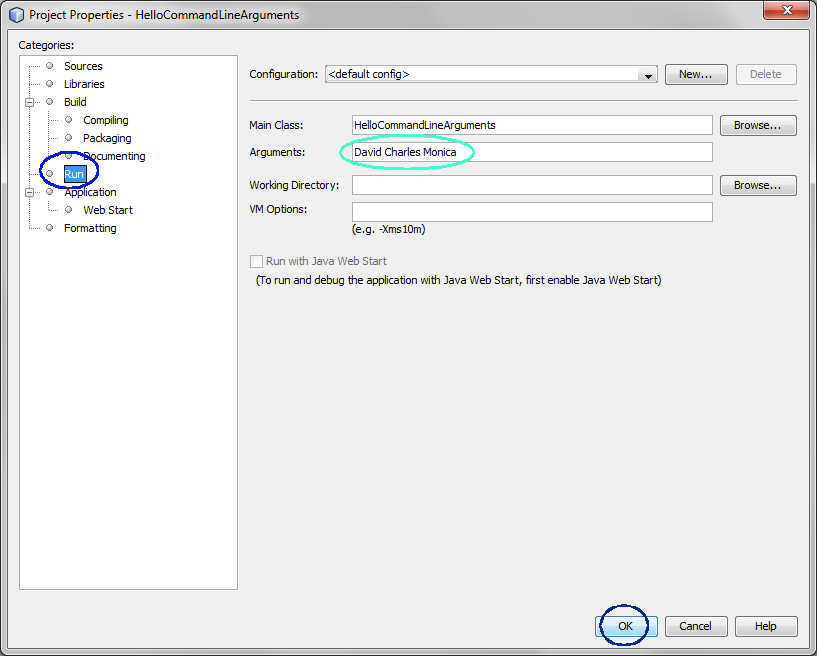 Project Properties - HelloCommandLineArguments
Categories:
Sources
Libraries
Build
Compiling
Packaging
Documenting
Run
Application
Web Start
Formatting
Configuration: <default config> New... Delete
Main Class: HelloCommandLineArguments Browse...
Arguments: David Charles Monica
Working Directory: Browse...
VM Options:
(e.g. -Xms10m)
Run with Java Web Start
(To run and debug the application with Java Web Start, first enable Java Web Start)
OK Cancel Help